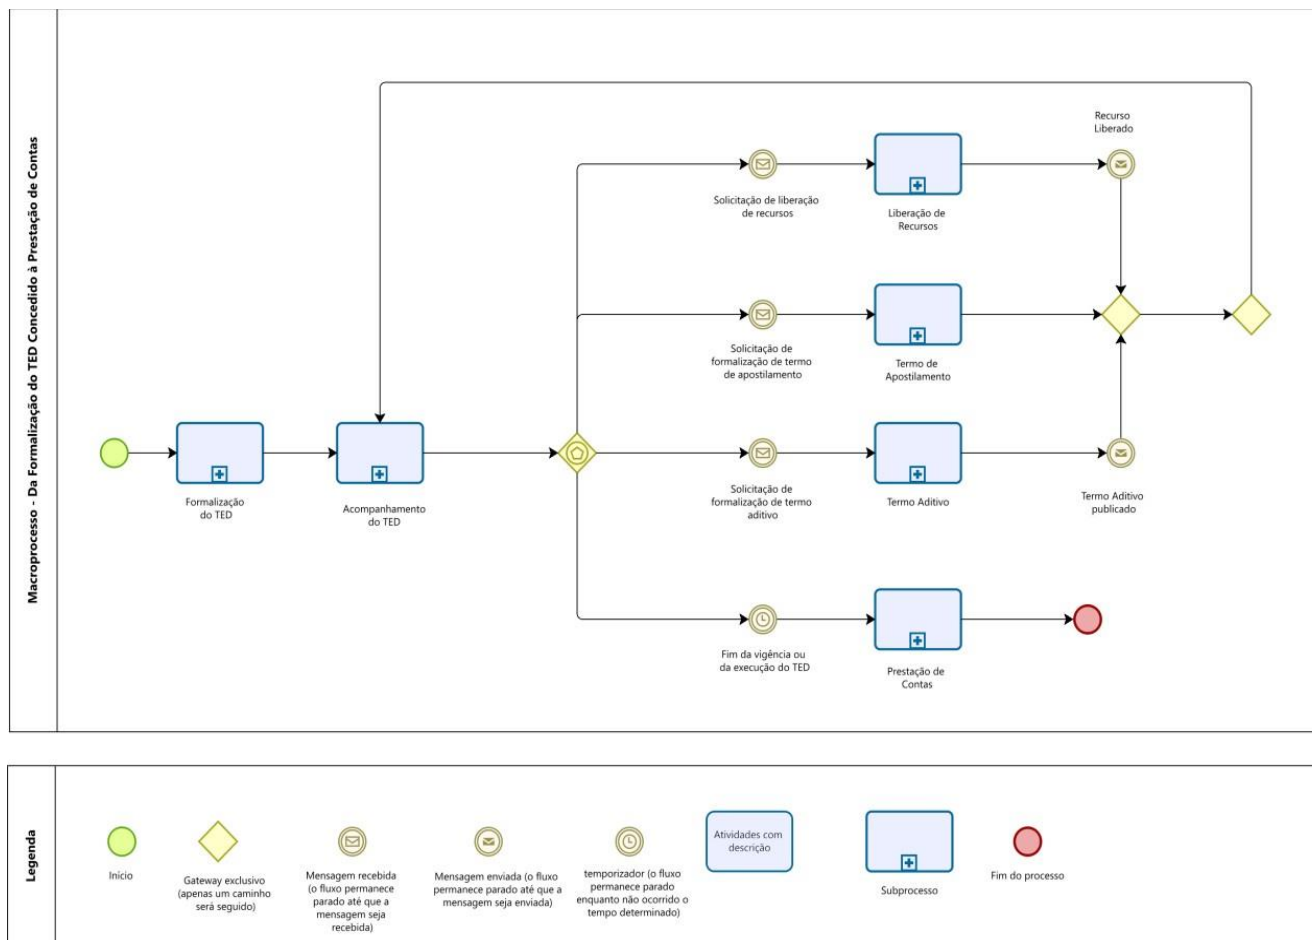 Macroprocesso - Da Formalização do TED Concedido à Prestação de Contas
Recurso
Liberado
Solicitação de liberação
de recursos
Liberação de
Recursos
Solicitação de
formalização de termo
de apostilamento
Termo de
Apostilamento
Formalização
do TED
Acompanhamento
do TED
Solicitação de
formalização de termo
aditivo
Termo Aditivo
Termo Aditivo
publicado
Fim da vigência ou
da execução do TED
Prestação de
Contas
Legenda
Início
Gateway exclusivo
(apenas um caminho
será seguido)
Mensagem recebida
(o fluxo permanece
parado até que a
mensagem seja
recebida)
Mensagem enviada (o fluxo
permanece parado até que a
mensagem seja enviada)
temporizador (o fluxo
permanece parado
enquanto não ocorrido o
tempo determinado)
Atividades com
descrição
Subprocesso
Fim do processo